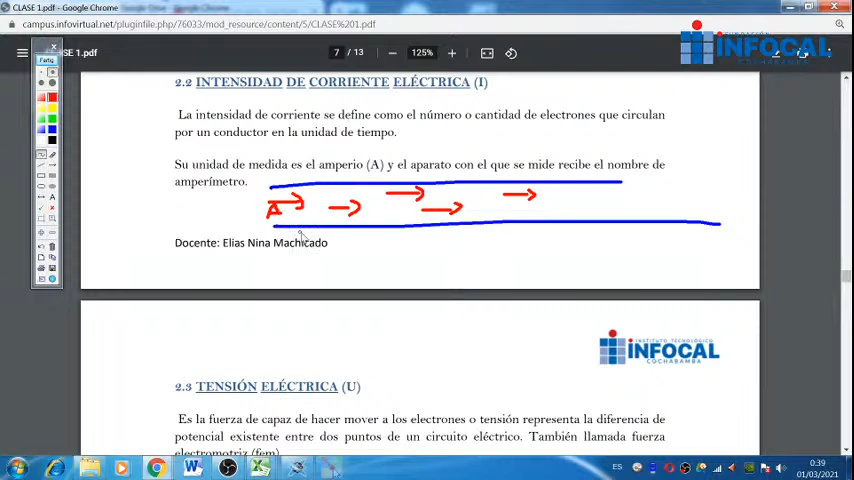 CLASE 1.pdf - Google Chrome
campus.infovirtual.net/pluginfile.php/76033/mod_resource/content/5/CLASE%201.pdf
FUNDACIÓN
INFOCAL
COCHABAMBA
SE 1.pdf
7 / 13
125%
2.2 INTENSIDAD DE CORRIENTE ELÉCTRICA (I)
La intensidad de corriente se define como el número o cantidad de electrones que circulan
por un conductor en la unidad de tiempo.
Su unidad de medida es el amperio (A) y el aparato con el que se mide recibe el nombre de
amperímetro.
A
Docente: Elias Nina Machicado
INSTITUTO TECNOLÓGICO
INFOCAL
COCHABAMBA
2.3 TENSIÓN ELÉCTRICA (U)
Es la fuerza de capaz de hacer mover a los electrones o tensión representa la diferencia de
potencial existente entre dos puntos de un circuito eléctrico. También llamada fuerza
electromotriz (fem)
ES
0:39
01/03/2021